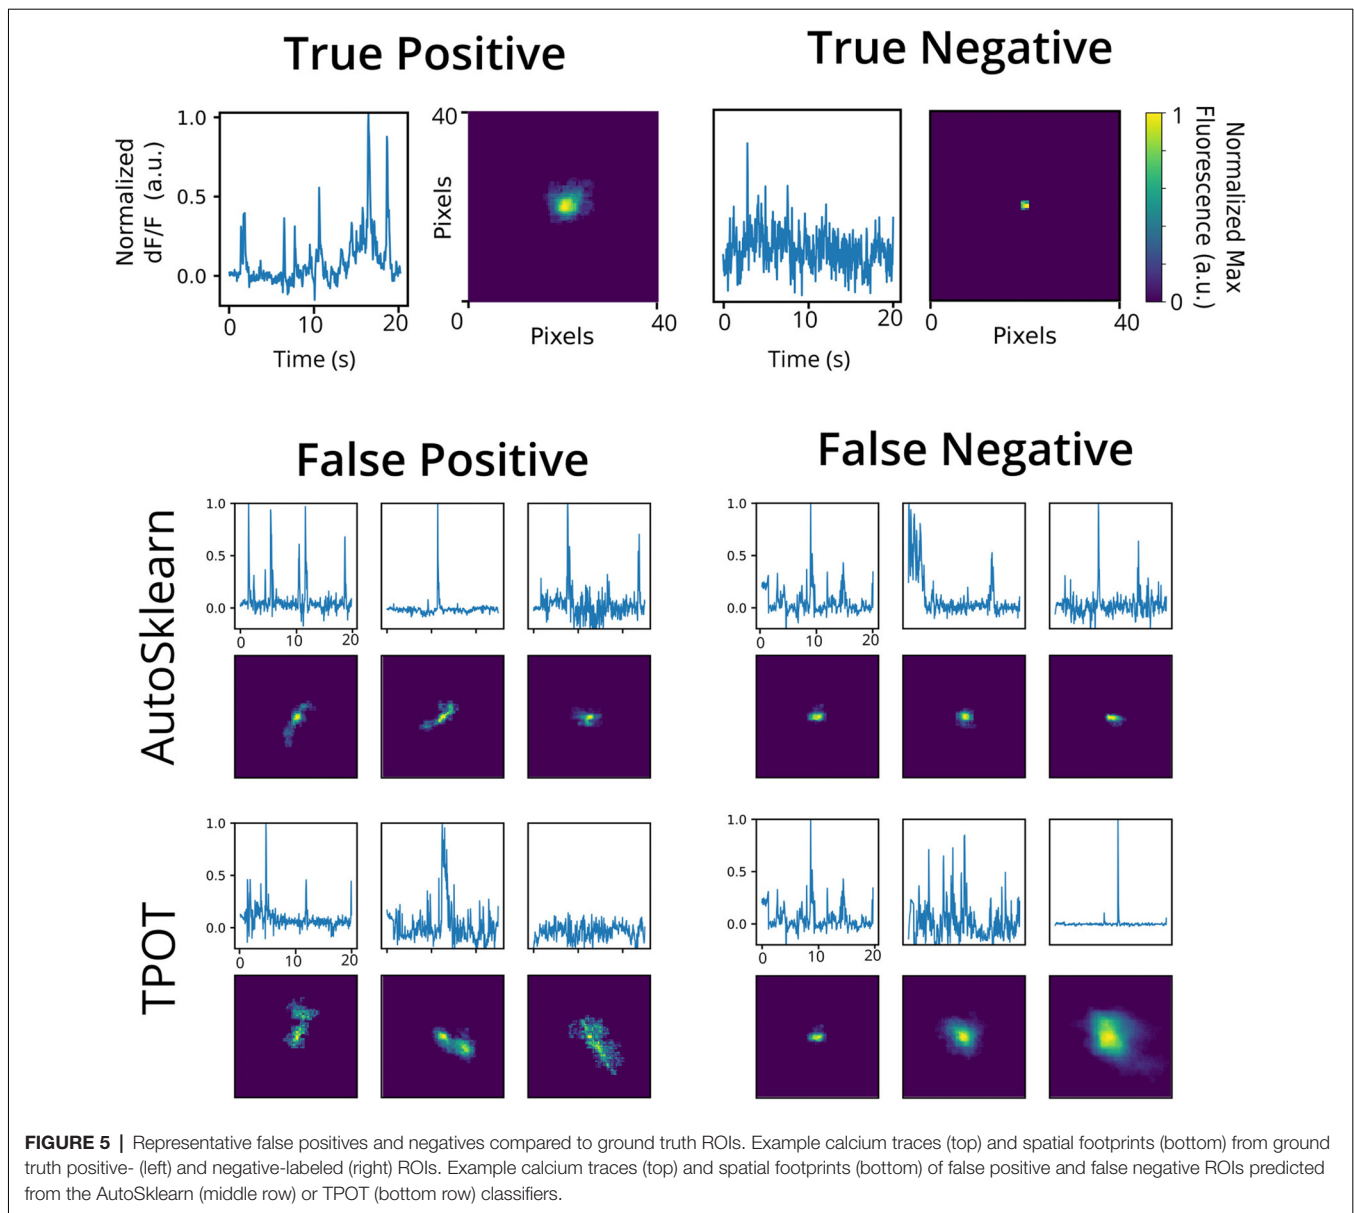 True Positive
True Negative
Normalized
dF/F (a.u.)
1.0
0.5
0.0
0
10
20
Time (s)
40
Pixels
0
40
Pixels
0
10
20
Time (s)
0
40
Pixels
1
0
Normalized Max
Fluorescence (a.u.)
False Positive
False Negative
AutoSklearn
1.0
0.5
0.0
0
10
20
1.0
0.5
0.0
0
10
20
TPOT
1.0
0.5
0.0
0
10
20
1.0
0.5
0.0
0
10
20
FIGURE 5 | Representative false positives and negatives compared to ground truth ROIs. Example calcium traces (top) and spatial footprints (bottom) from ground
truth positive- (left) and negative-labeled (right) ROIs. Example calcium traces (top) and spatial footprints (bottom) of false positive and false negative ROIs predicted
from the AutoSklearn (middle row) or TPOT (bottom row) classifiers.